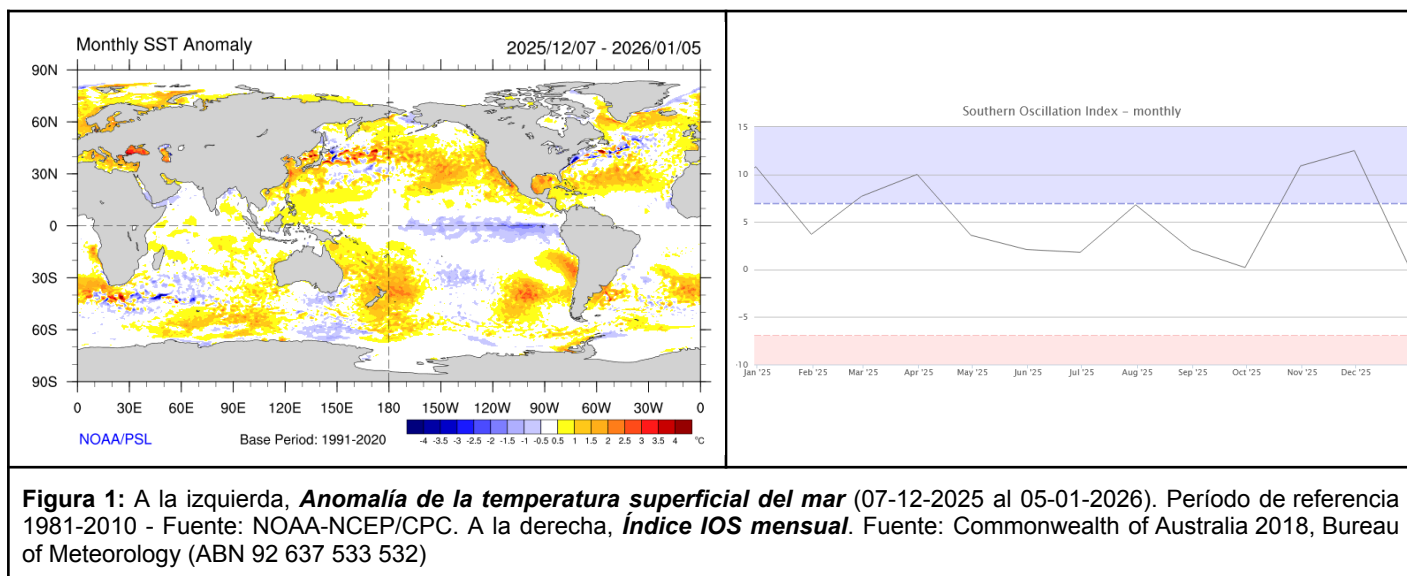 Monthly SST Anomaly 2025/12/07 - 2026/01/05
90N
60N
30N
0
30S
60S
90S
0 30E 60E 90E 120E 150E 180 150W 120W 90W 60W 30W 0
NOAA/PSL Base Period: 1991-2020
-4 -3.5 -3 -2.5 -2 -1.5 -1 -0.5 0.5 1 1.5 2 2.5 3 3.5 4 °C
Southern Oscillation Index – monthly
15
10
5
0
-5
-10
Jan '25 Feb '25 Mar '25 Apr '25 May '25 Jun '25 Jul '25 Aug '25 Sep '25 Oct '25 Nov '25 Dec '25
Figura 1: A la izquierda, Anomalía de la temperatura superficial del mar (07-12-2025 al 05-01-2026). Período de referencia
1981-2010 - Fuente: NOAA-NCEP/CPC. A la derecha, Índice IOS mensual. Fuente: Commonwealth of Australia 2018, Bureau
of Meteorology (ABN 92 637 533 532)